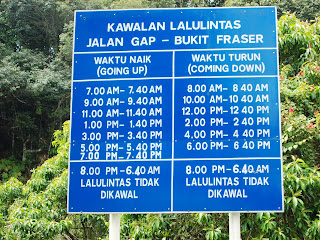 KAWALAN LALULINTAS
JALAN GAP - BUKIT FRASER
WAKTU NAIK
(GOING UP)
WAKTU TURUN
(COMING DOWN)
7.00 AM- 7.40 AM
9.00 AM- 9.40 AM
11.00 AM-11.40 AM
1.00 PM- 1.40 PM
3.00 PM- 3.40 PM
5.00 PM- 5.40 PM
7.00 PM- 7.40 PM
8.00 AM- 8 40 AM
10.00 AM-10 40 AM
12.00 PM-12 40 PM
2.00 PM- 2 40 PM
4.00 PM- 4 40 PM
6.00 PM- 6 40 PM
8.00 PM-6.40 AM
LALULINTAS TIDAK
DIKAWAL
8.00 PM-6.40 AM
LALULINTAS TIDAK
DIKAWAL